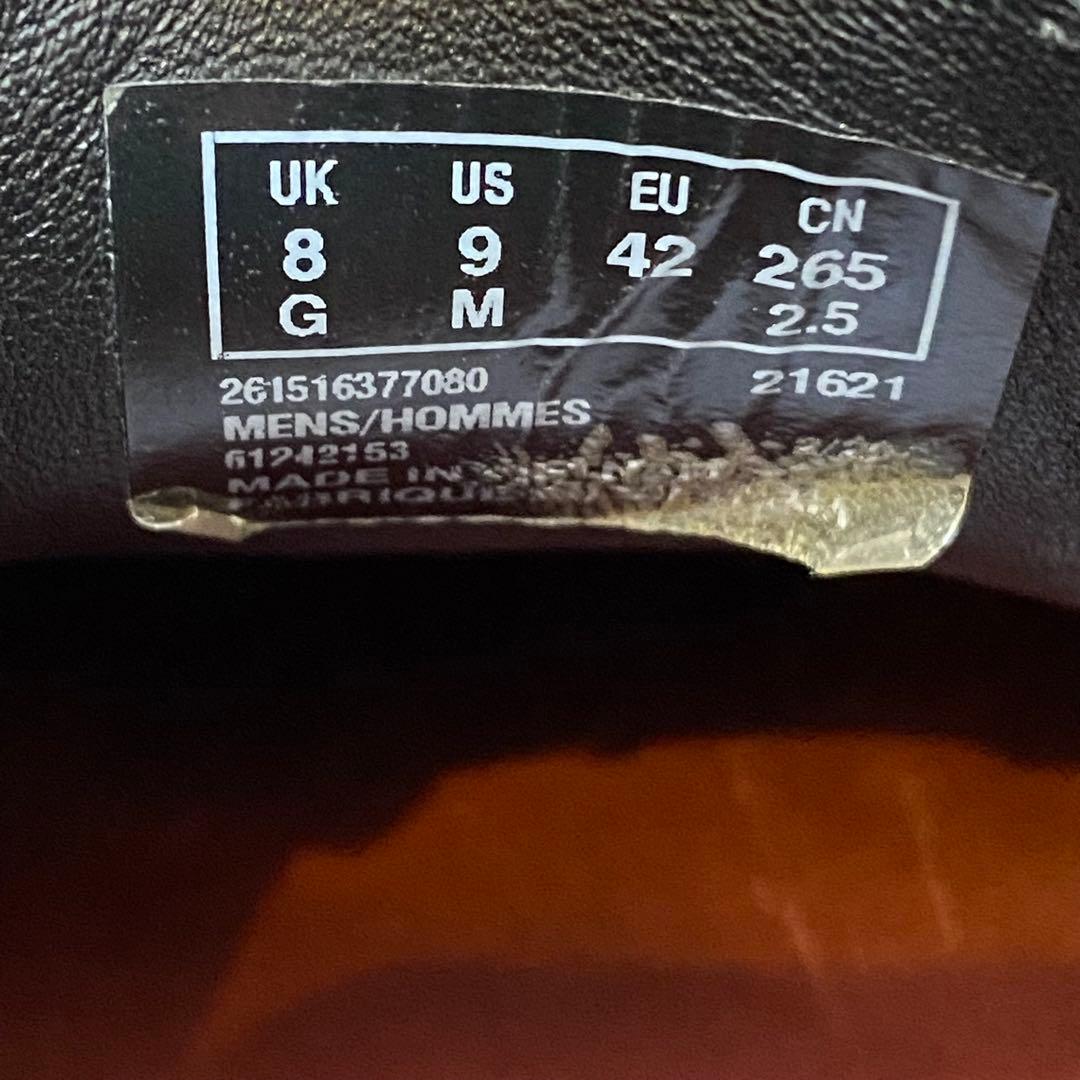 UK US EU CN
8 9 42 265
G M 2.5
261516377080 21621
MENS/HOMMES
61242153
MADE IN